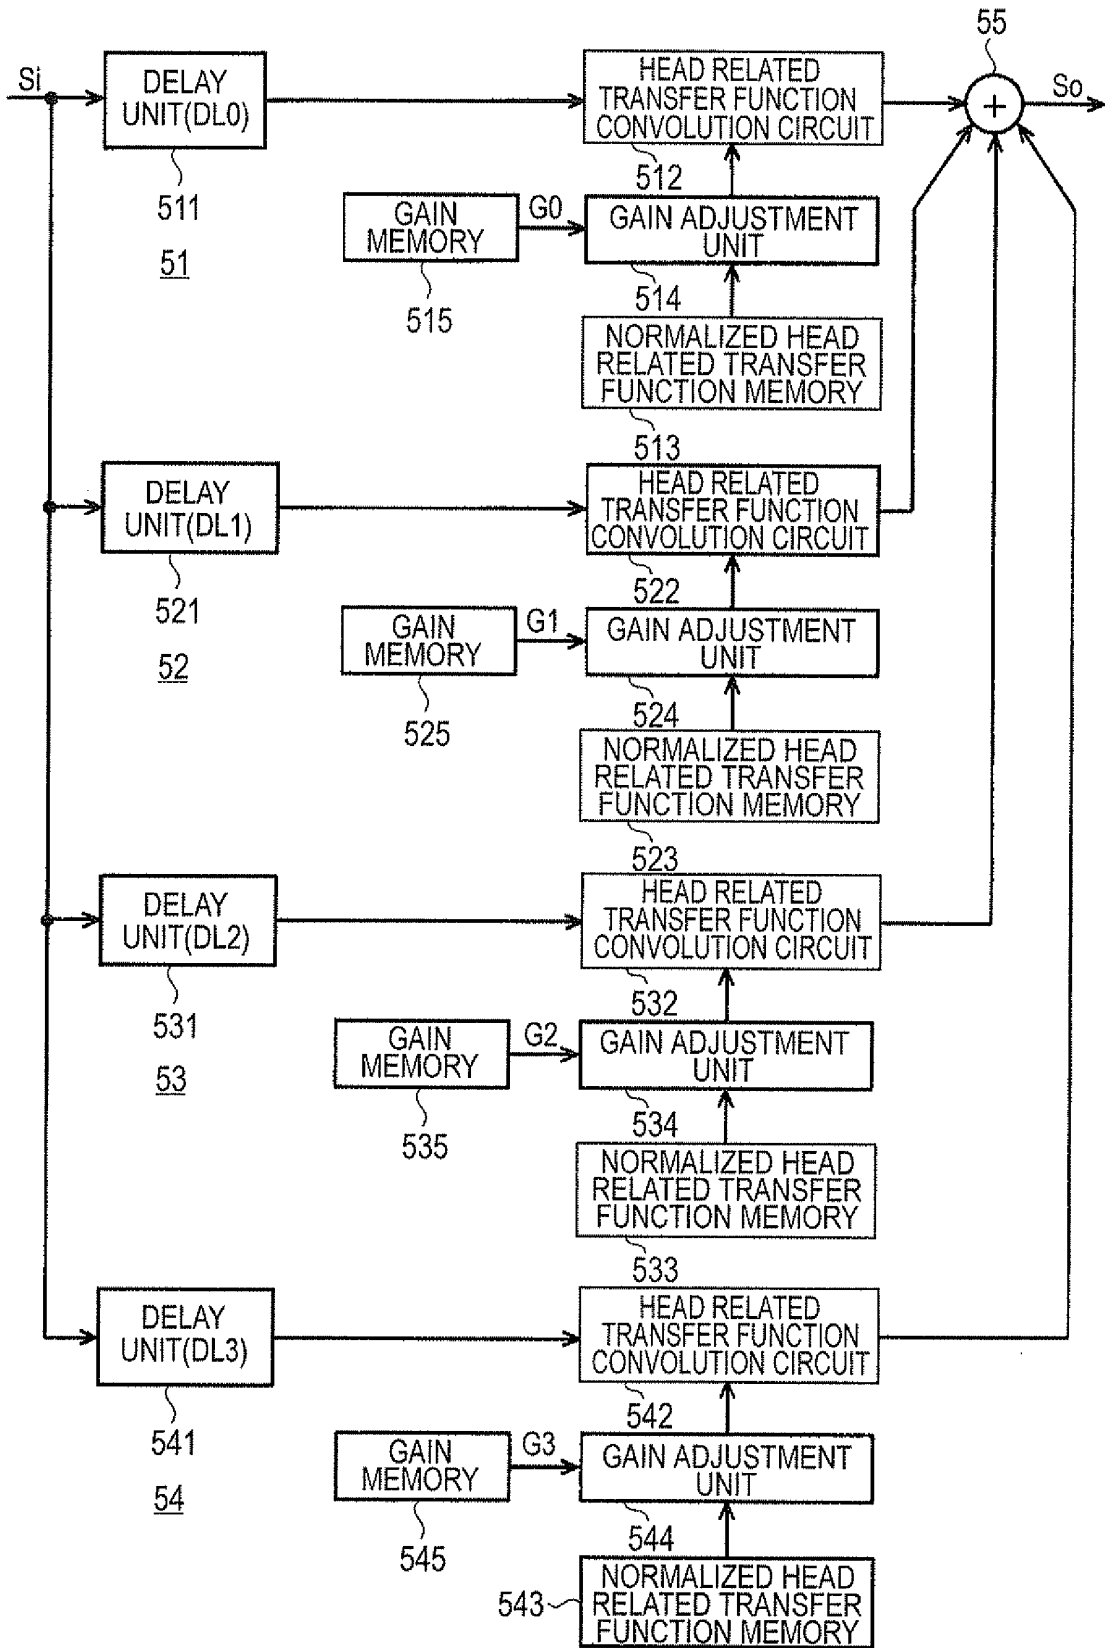 55
Si
DELAY
UNIT(DL0)
HEAD RELATED
TRANSFER FUNCTION
CONVOLUTION CIRCUIT
+
So
511
512
51
GAIN
MEMORY
G0
GAIN ADJUSTMENT
UNIT
515
514
NORMALIZED HEAD
RELATED TRANSFER
FUNCTION MEMORY
513
DELAY
UNIT(DL1)
HEAD RELATED
TRANSFER FUNCTION
CONVOLUTION CIRCUIT
521
522
52
GAIN
MEMORY
G1
GAIN ADJUSTMENT
UNIT
525
524
NORMALIZED HEAD
RELATED TRANSFER
FUNCTION MEMORY
523
DELAY
UNIT(DL2)
HEAD RELATED
TRANSFER FUNCTION
CONVOLUTION CIRCUIT
531
532
53
GAIN
MEMORY
G2
GAIN ADJUSTMENT
UNIT
535
534
NORMALIZED HEAD
RELATED TRANSFER
FUNCTION MEMORY
533
DELAY
UNIT(DL3)
HEAD RELATED
TRANSFER FUNCTION
CONVOLUTION CIRCUIT
541
542
54
GAIN
MEMORY
G3
GAIN ADJUSTMENT
UNIT
545
544
543
NORMALIZED HEAD
RELATED TRANSFER
FUNCTION MEMORY